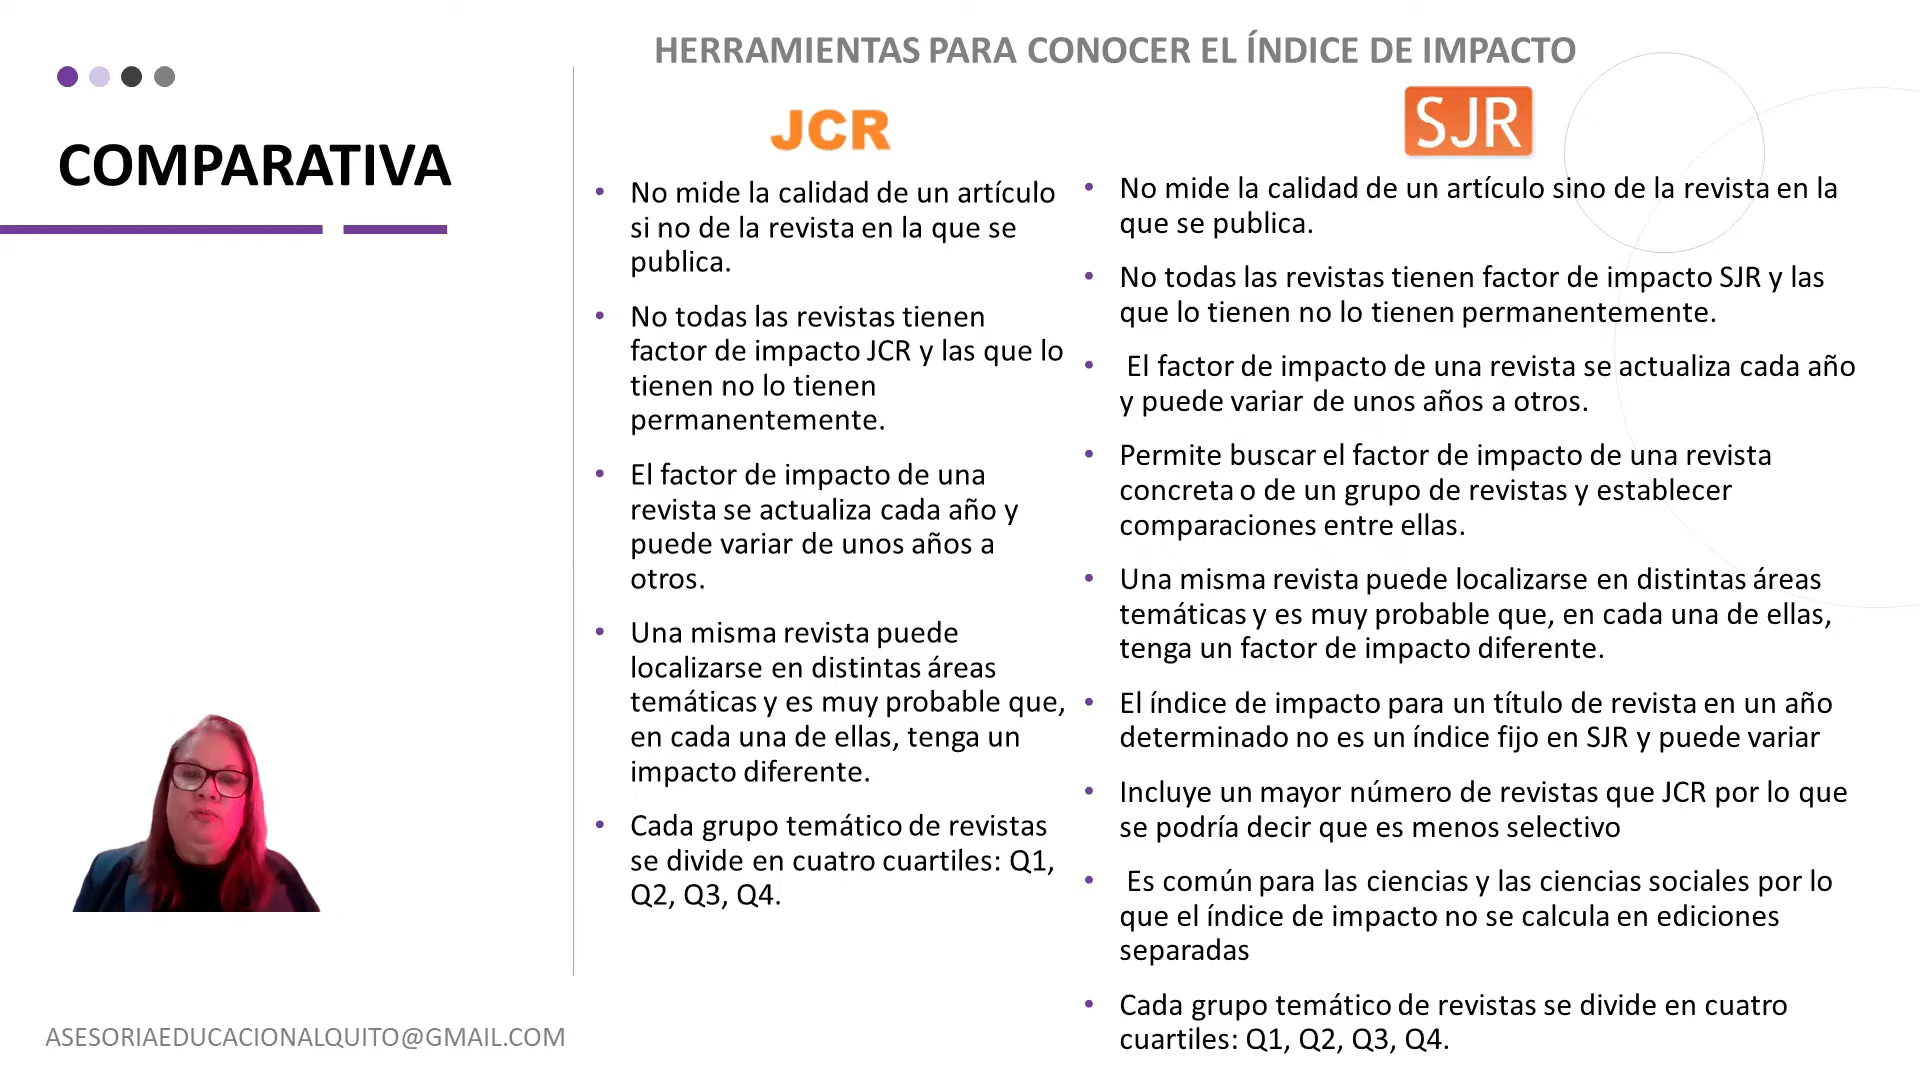 HERRAMIENTAS PARA CONOCER EL ÍNDICE DE IMPACTO
COMPARATIVA
JCR
• No mide la calidad de un artículo
si no de la revista en la que se
publica.
• No todas las revistas tienen
factor de impacto JCR y las que lo
tienen no lo tienen
permanentemente.
• El factor de impacto de una
revista se actualiza cada año y
puede variar de unos años a
otros.
• Una misma revista puede
localizarse en distintas áreas
temáticas y es muy probable que,
en cada una de ellas, tenga un
impacto diferente.
• Cada grupo temático de revistas
se divide en cuatro cuartiles: Q1,
Q2, Q3, Q4.
SJR
• No mide la calidad de un artículo sino de la revista en la
que se publica.
• No todas las revistas tienen factor de impacto SJR y las
que lo tienen no lo tienen permanentemente.
• El factor de impacto de una revista se actualiza cada año
y puede variar de unos años a otros.
• Permite buscar el factor de impacto de una revista
concreta o de un grupo de revistas y establecer
comparaciones entre ellas.
• Una misma revista puede localizarse en distintas áreas
temáticas y es muy probable que, en cada una de ellas,
tenga un factor de impacto diferente.
• El índice de impacto para un título de revista en un año
determinado no es un índice fijo en SJR y puede variar
• Incluye un mayor número de revistas que JCR por lo que
se podría decir que es menos selectivo
• Es común para las ciencias y las ciencias sociales por lo
que el índice de impacto no se calcula en ediciones
separadas
• Cada grupo temático de revistas se divide en cuatro
cuartiles: Q1, Q2, Q3, Q4.
ASESORIAEDUCACIONALQUITO@GMAIL.COM